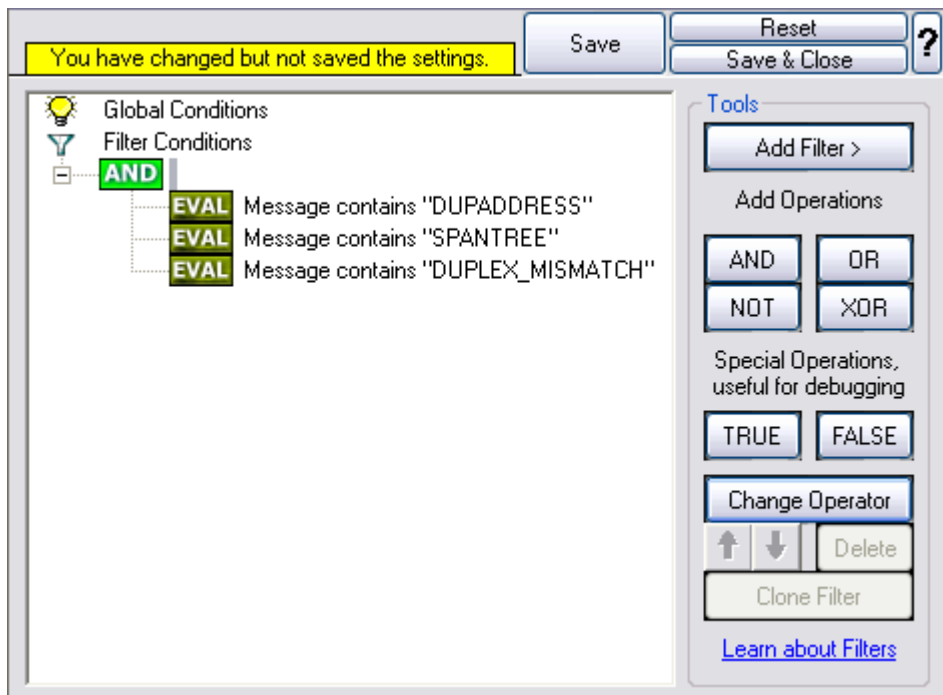 You have changed but not saved the settings.
Save
Reset
Save & Close
?
Global Conditions
Filter Conditions
AND
EVAL Message contains "DUPADDRESS"
EVAL Message contains "SPANTREE"
EVAL Message contains "DUPLEX_MISMATCH"
Tools
Add Filter >
Add Operations
AND OR
NOT XOR
Special Operations,
useful for debugging
TRUE FALSE
Change Operator
Delete
Clone Filter
Learn about Filters